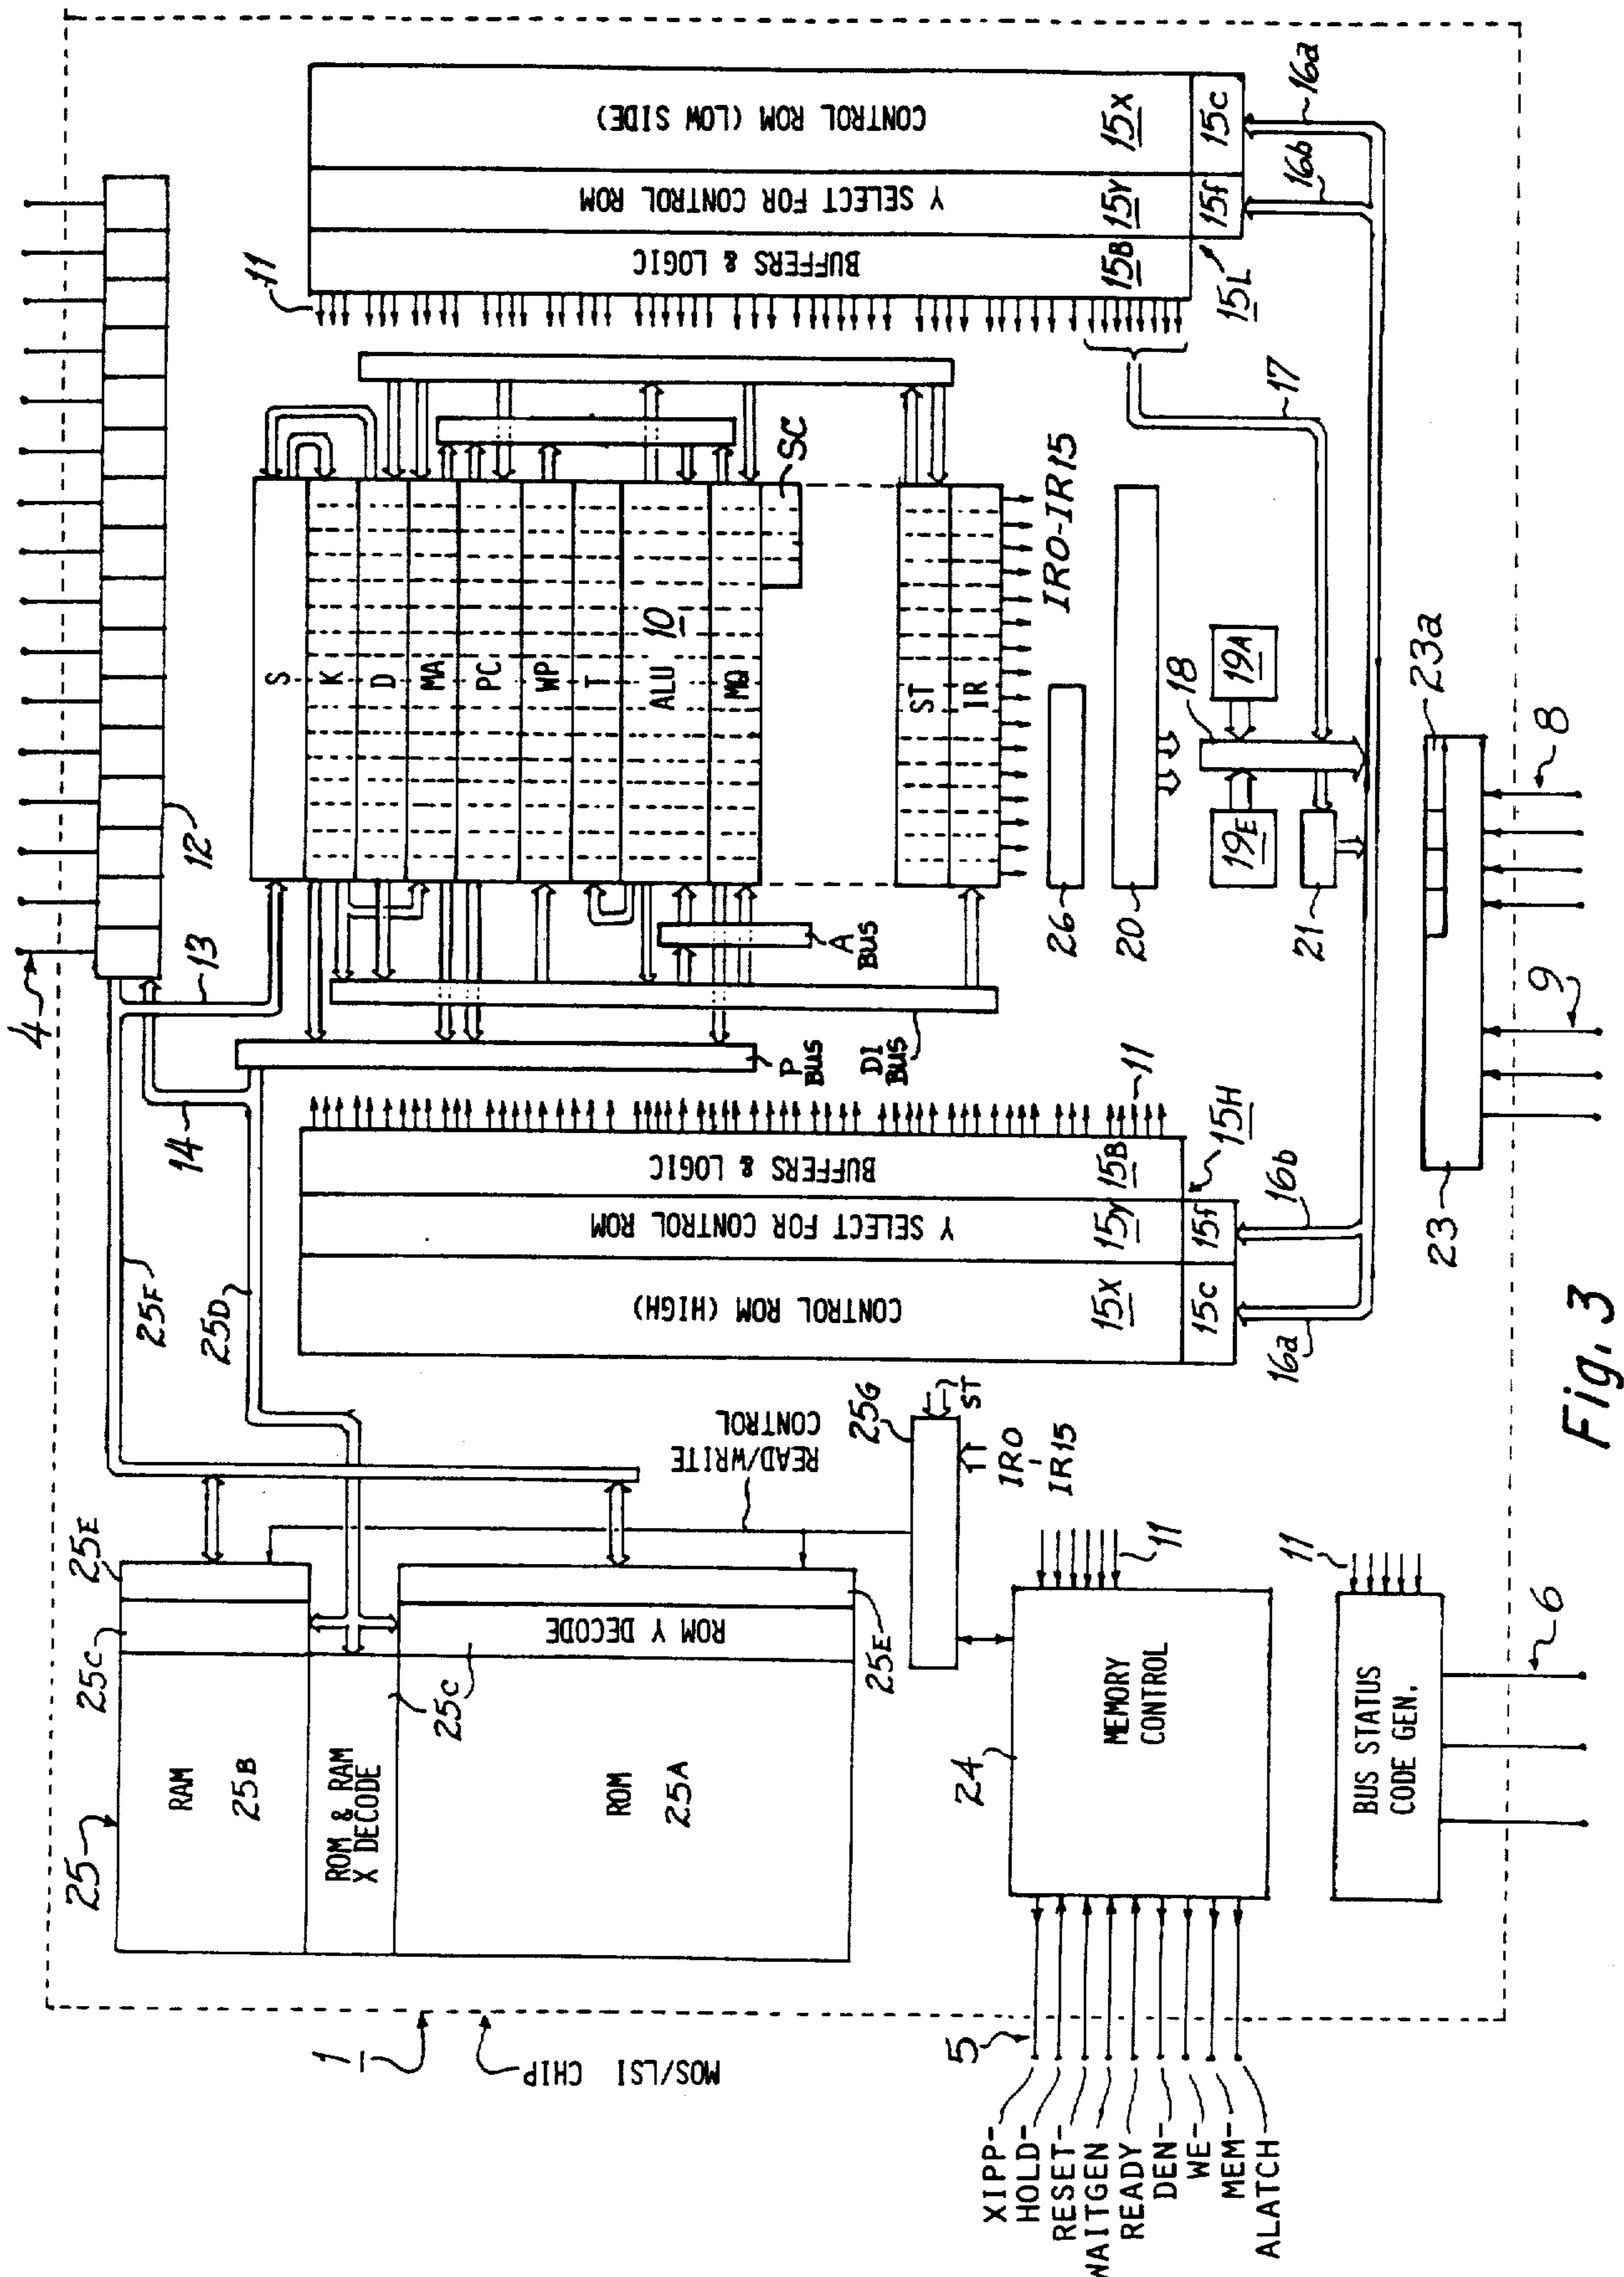 4
12
13
14
25F
25D
S
K
D
MA
PC
WP
T
ALU
10
MQ
SC
ST
IR
IR0-IR15
11
BUFFERS & LOGIC
15B
Y SELECT FOR CONTROL ROM
15Y
15f
CONTROL ROM (LOW SIDE)
15X
15c
15L
16a
16b
17
18
19A
19E
20
21
26
A
BUS
DI
BUS
P
BUS
11
BUFFERS & LOGIC
15B
Y SELECT FOR CONTROL ROM
15Y
15f
CONTROL ROM (HIGH)
15X
15c
15H
16b
16a
23a
8
9
23
25
25C
25E
RAM
25B
ROM & RAM
X DECODE
25C
ROM
25A
ROM Y DECODE
25E
READ/WRITE
CONTROL
25G
ST
IR0
-
IR15
24
MEMORY
CONTROL
11
BUS STATUS
CODE GEN.
11
6
5
XIPP-
HOLD-
RESET-
WAITGEN
READY
DEN-
WE-
MEM-
ALATCH
1
MOS/LSI CHIP
Fig. 3